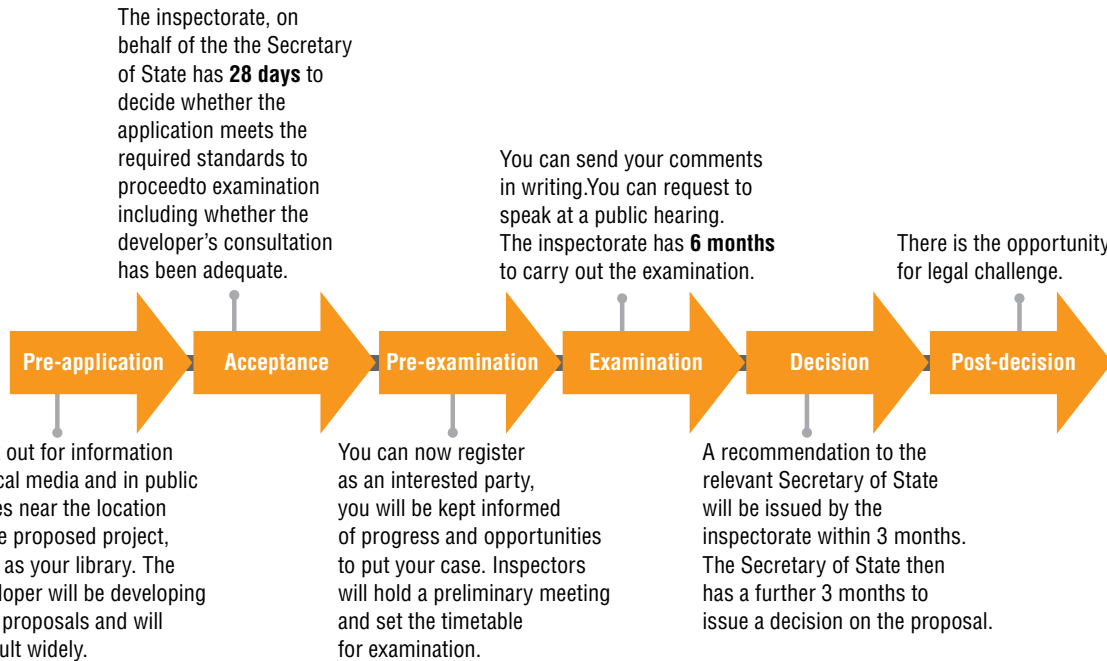 The inspectorate, on
behalf of the the Secretary
of State has 28 days to
decide whether the
application meets the
required standards to
proceedto examination
including whether the
developer's consultation
has been adequate.
You can send your comments
in writing.You can request to
speak at a public hearing.
The inspectorate has 6 months
to carry out the examination.
There is the opportunity
for legal challenge.
Pre-application
Acceptance
Pre-examination
Examination
Decision
Post-decision
out for information
cal media and in public
es near the location
e proposed project,
as your library. The
loper will be developing
proposals and will
ult widely.
You can now register
as an interested party,
you will be kept informed
of progress and opportunities
to put your case. Inspectors
will hold a preliminary meeting
and set the timetable
for examination.
A recommendation to the
relevant Secretary of State
will be issued by the
inspectorate within 3 months.
The Secretary of State then
has a further 3 months to
issue a decision on the proposal.